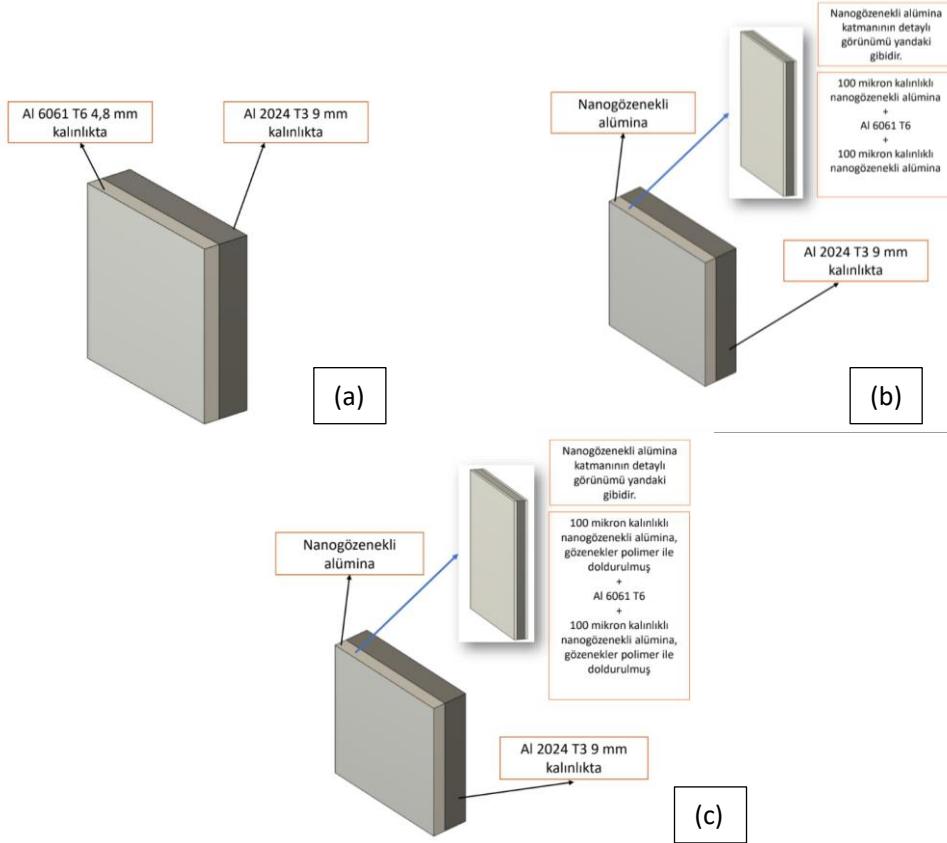 Al 6061 T6 4,8 mm
kalınlıkta
Al 2024 T3 9 mm
kalınlıkta
(a)
Nanogözenekli
alümina
Nanogözenekli alümina
katmanının detaylı
görünümü yandaki
gibidir.
100 mikron kalınlıklı
nanogözenekli alümina
+
Al 6061 T6
+
100 mikron kalınlıklı
nanogözenekli alümina
Al 2024 T3 9 mm
kalınlıkta
(b)
Nanogözenekli
alümina
Nanogözenekli alümina
katmanının detaylı
görünümü yandaki
gibidir.
100 mikron kalınlıklı
nanogözenekli alümina,
gözenekler polimer ile
doldurulmuş
+
Al 6061 T6
+
100 mikron kalınlıklı
nanogözenekli alümina,
gözenekler polimer ile
doldurulmuş
Al 2024 T3 9 mm
kalınlıkta
(c)